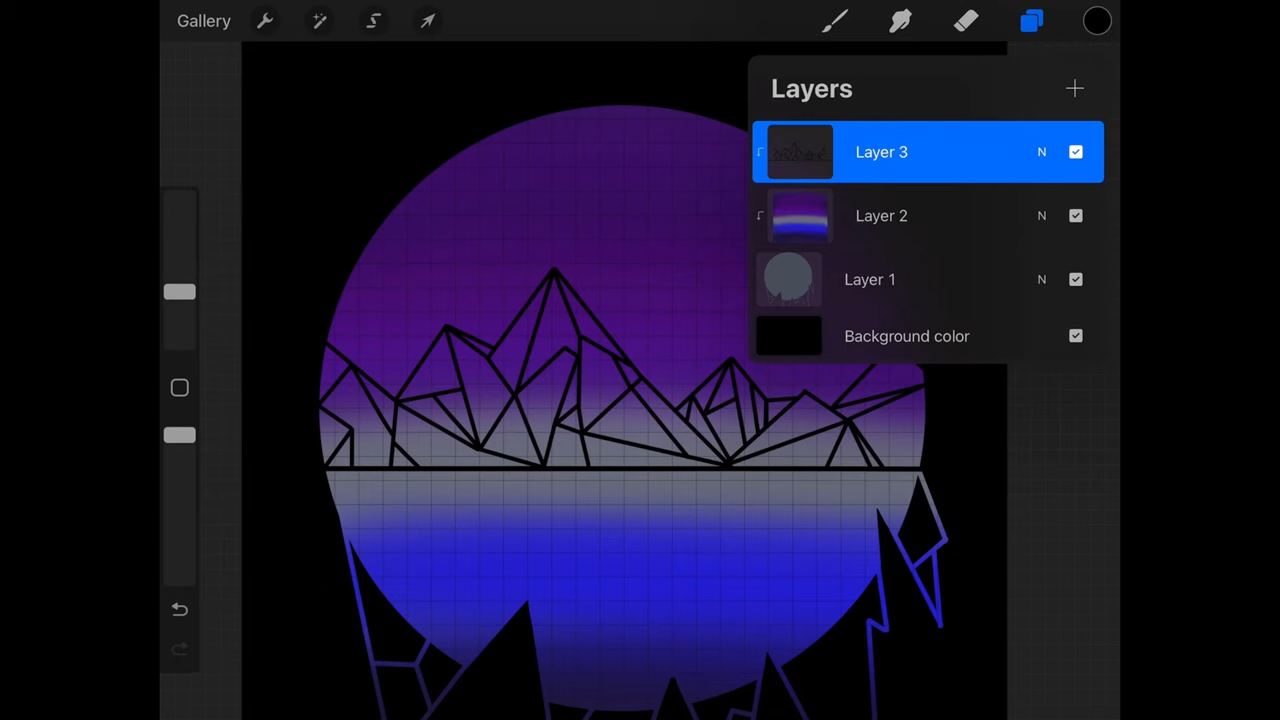 Gallery
Layers
Layer 3 N
Layer 2 N
Layer 1 N
Background color